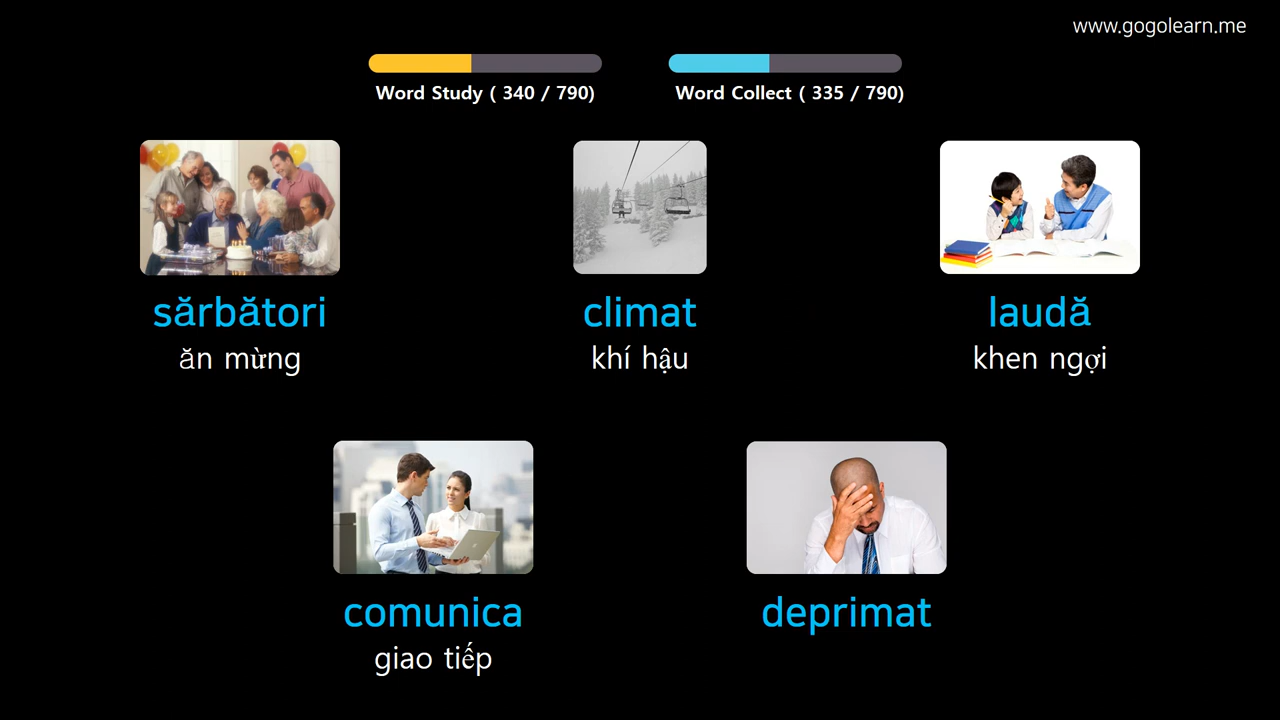 www.gogolearn.me
Word Study ( 340 / 790)
Word Collect ( 335 / 790)
sărbători
ăn mừng
climat
khí hậu
laudă
khen ngợi
comunica
giao tiếp
deprimat